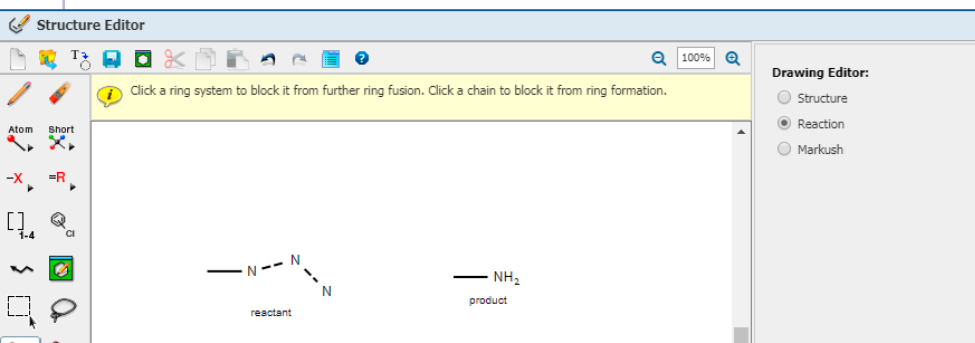 Structure Editor
100%
Click a ring system to block it from further ring fusion. Click a chain to block it from ring formation.
Drawing Editor:
Structure
Reaction
Markush
Atom
Short
-X
=R
[ ] 1-4
Cl
N
N
N
reactant
NH2
product